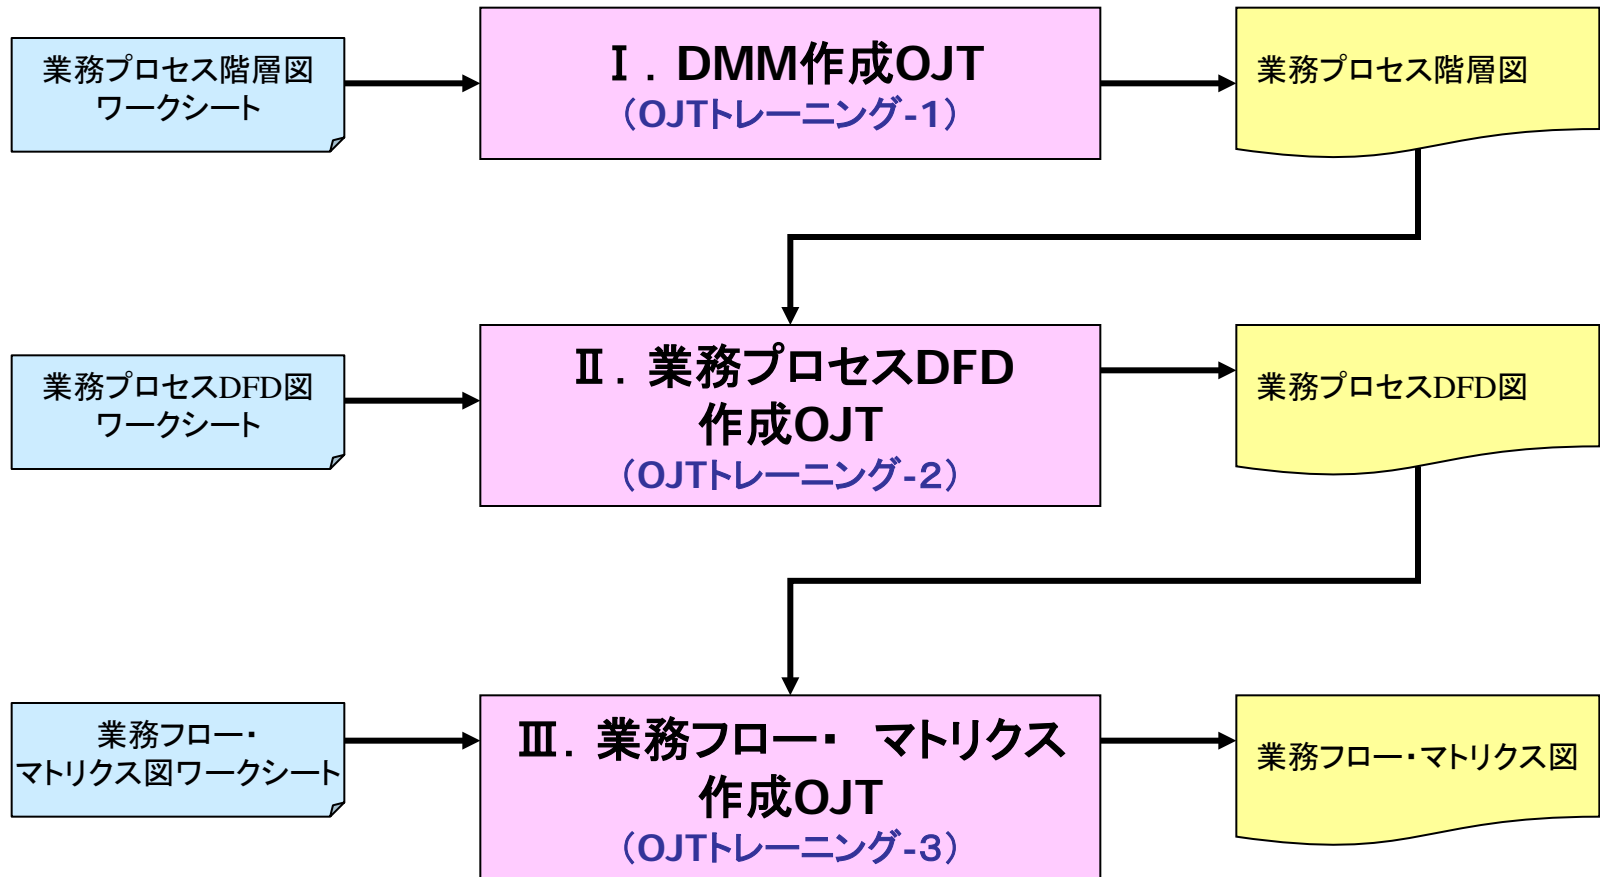 業務プロセス階層図
ワークシート
Ⅰ．DMM作成OJT
（OJTトレーニング-1）
業務プロセス階層図
業務プロセスDFD図
ワークシート
Ⅱ．業務プロセスDFD
作成OJT
（OJTトレーニング-2）
業務プロセスDFD図
業務フロー・
マトリクス図ワークシート
Ⅲ．業務フロー・ マトリクス
作成OJT
（OJTトレーニング-3）
業務フロー・マトリクス図